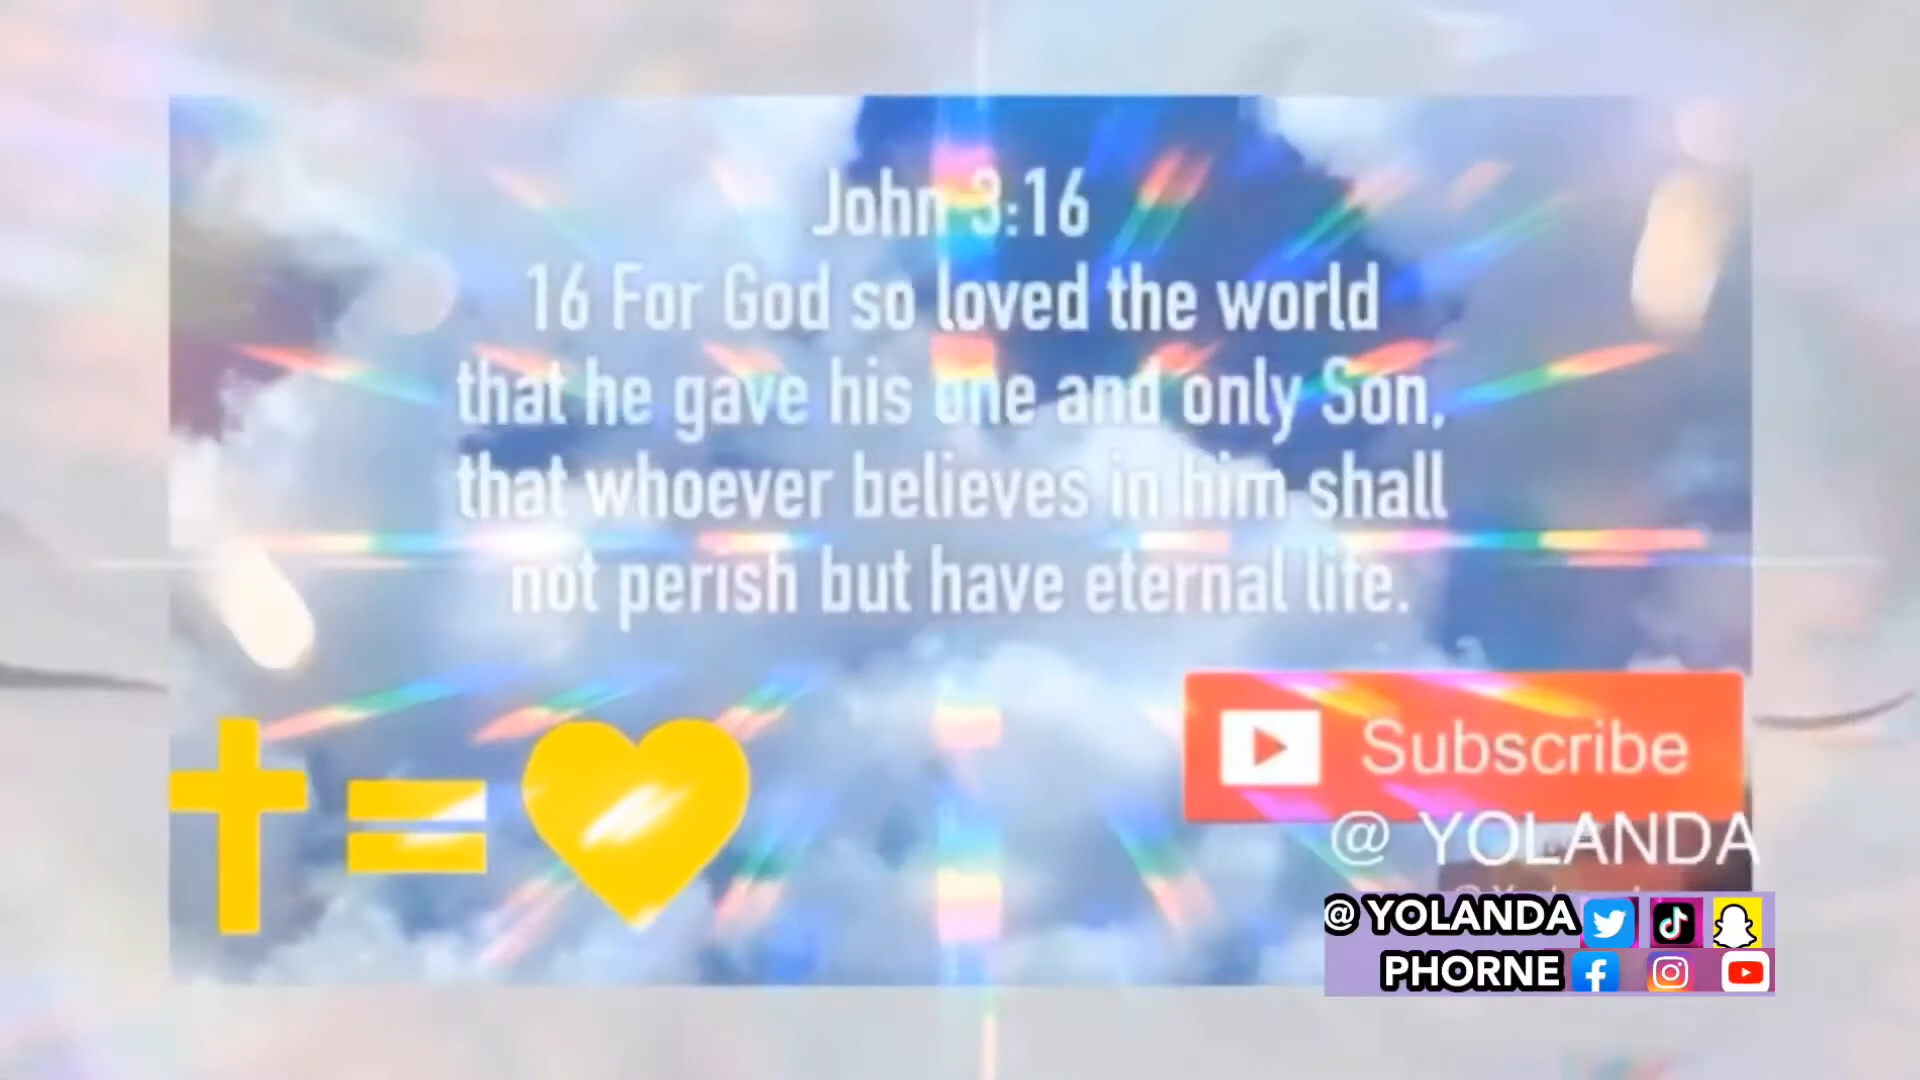 John 3:16
16 For God so loved the world
that he gave his one and only Son,
that whoever believes in him shall
not perish but have eternal life.
Subscribe
@ YOLANDA
@ YOLANDA
PHORNE